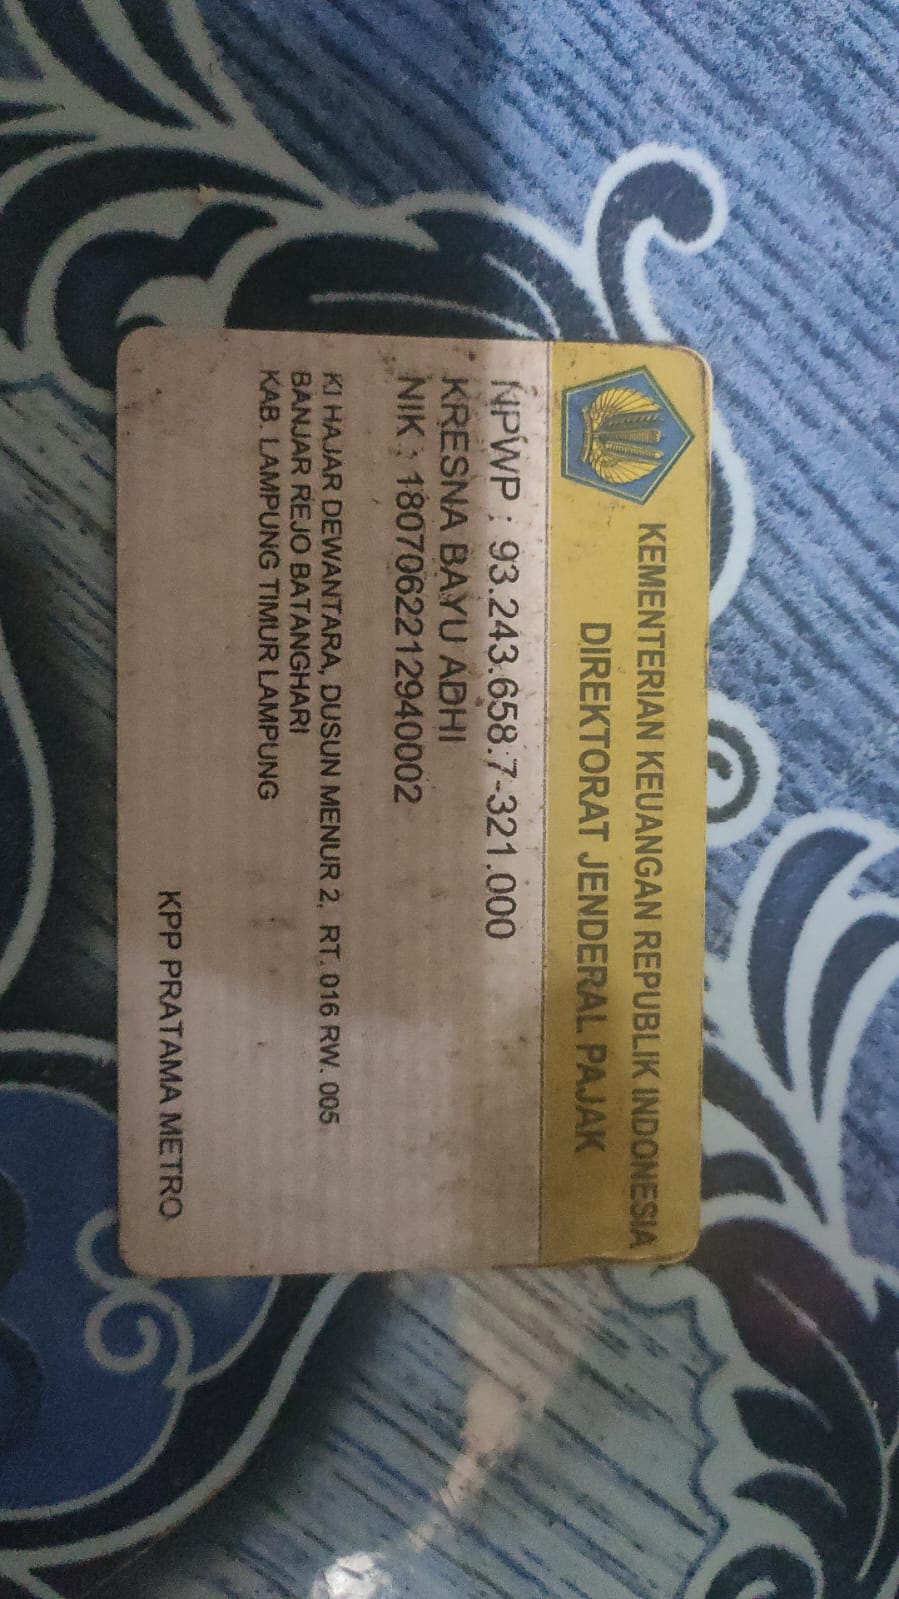 KEMENTERIAN KEUANGAN REPUBLIK INDONESIA
DIREKTORAT JENDERAL PAJAK
NPWP : 93.243.658.7-321.000
KRESNA BAYU ADHI
NIK : 1807062212940002
KI HAJAR DEWANTARA, DUSUN MENUR 2, RT. 016 RW. 005
BANJAR REJO BATANGHARI
KAB. LAMPUNG TIMUR LAMPUNG
KPP PRATAMA METRO